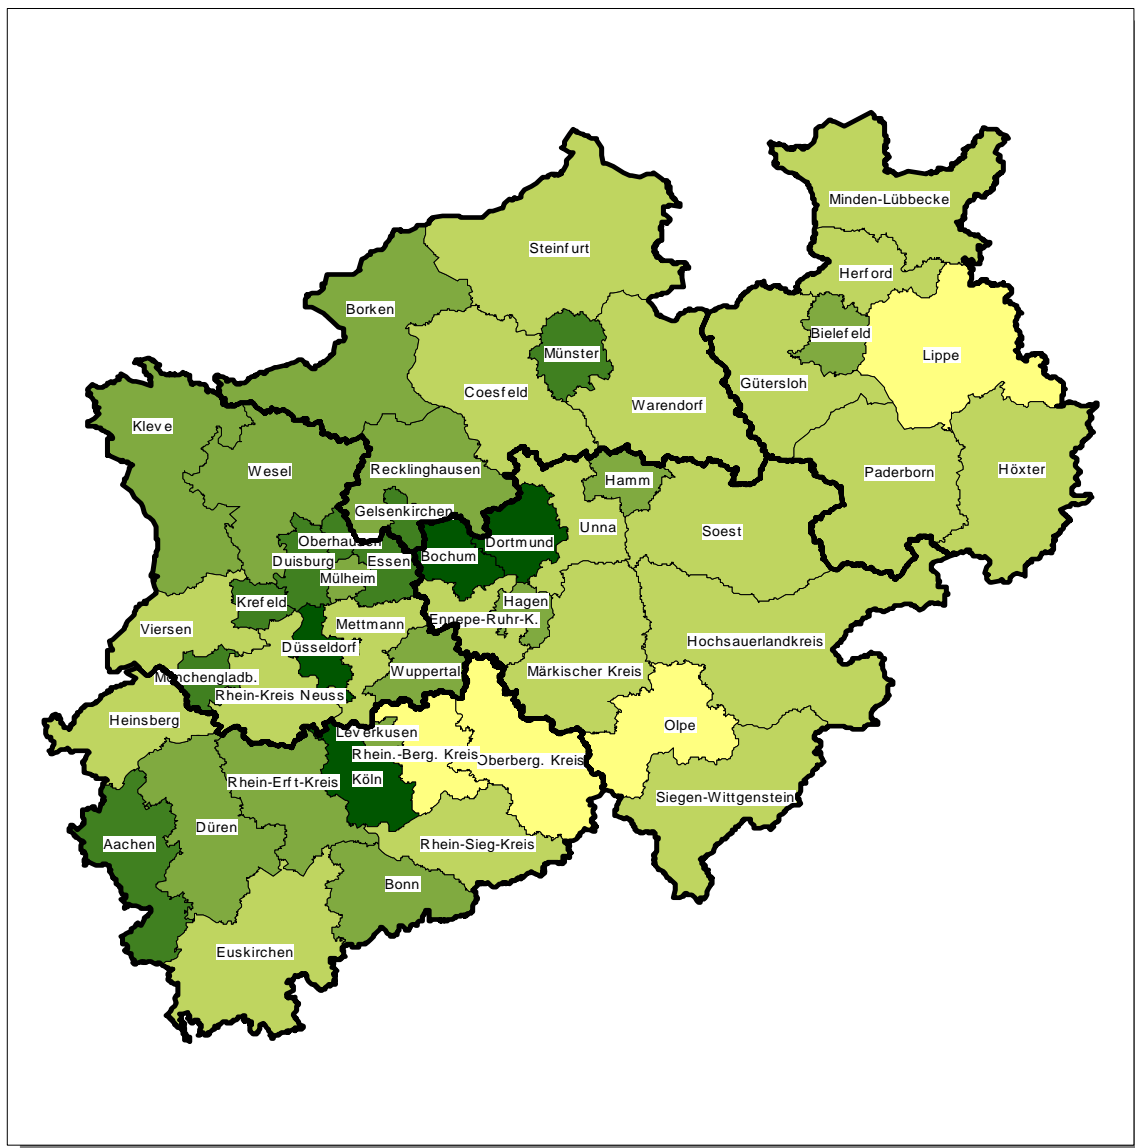 Minden-Lübbecke
Steinfurt
Herford
Borken
Bielefeld
Münster
Lippe
Gütersloh
Coesfeld
Warendorf
Kleve
Wesel
Recklinghausen
Hamm
Paderborn
Höxter
Gelsenkirchen
Unna
Soest
Oberhausen
Dortmund
Bochum
Duisburg
Essen
Mülheim
Krefeld
Hagen
Ennepe-Ruhr-K.
Viersen
Mettmann
Hochsauerlandkreis
Düsseldorf
Wuppertal
Märkischer Kreis
Mönchengladb.
Rhein-Kreis Neuss
Heinsberg
Olpe
Leverkusen
Rhein.-Berg. Kreis
Oberberg. Kreis
Rhein-Erft-Kreis
Köln
Siegen-Wittgenstein
Düren
Aachen
Rhein-Sieg-Kreis
Bonn
Euskirchen